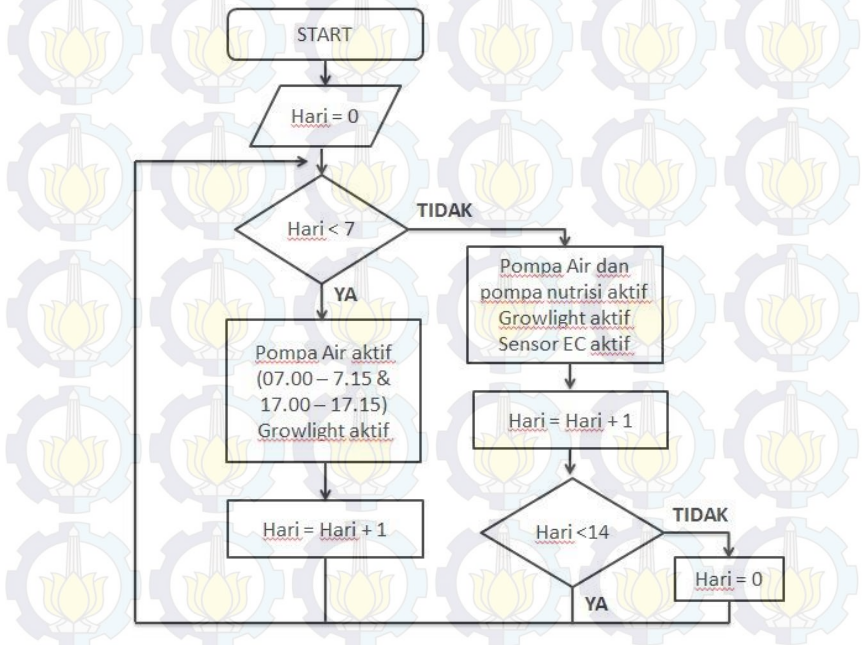 START
Hari = 0
Hari < 7
TIDAK
YA
Pompa Air aktif
(07.00 – 7.15 &
17.00 – 17.15)
Growlight aktif
Hari = Hari + 1
Pompa Air dan
pompa nutrisi aktif
Growlight aktif
Sensor EC aktif
Hari = Hari + 1
Hari <14
TIDAK
YA
Hari = 0